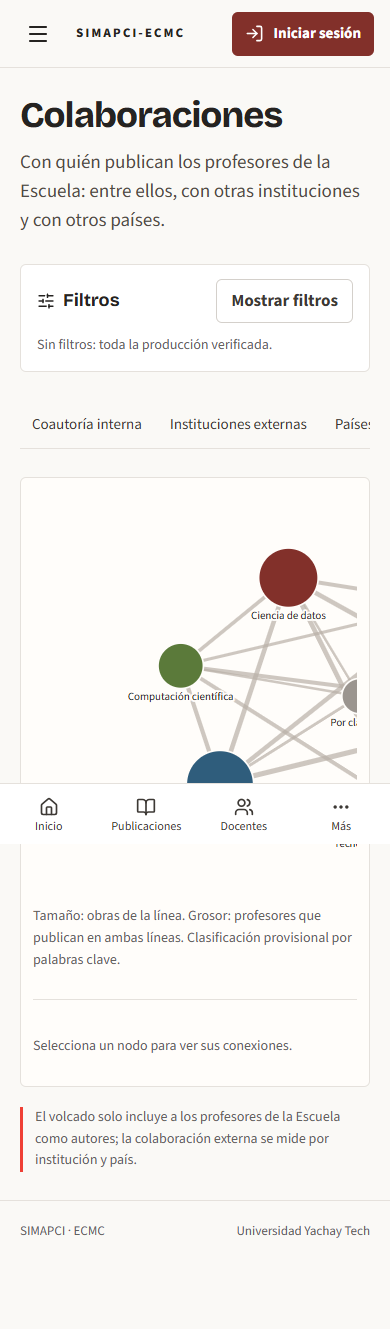 SIMAPCI-ECMC
Iniciar sesión
Colaboraciones
Con quién publican los profesores de la
Escuela: entre ellos, con otras instituciones
y con otros países.
Filtros
Mostrar filtros
Sin filtros: toda la producción verificada.
Coautoría interna
Instituciones externas
Países
Ciencia de datos
Computación científica
Por cl
Inicio
Publicaciones
Docentes
Más
Tamaño: obras de la línea. Grosor: profesores que
publican en ambas líneas. Clasificación provisional por
palabras clave.
Selecciona un nodo para ver sus conexiones.
El volcado solo incluye a los profesores de la Escuela
como autores; la colaboración externa se mide por
institución y país.
SIMAPCI · ECMC
Universidad Yachay Tech